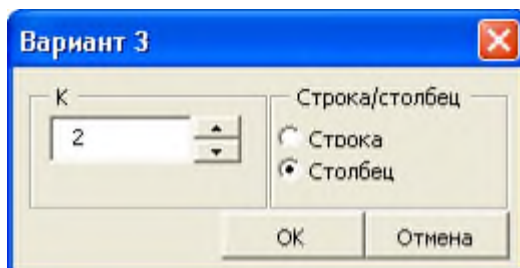 Вариант 3
К
Строка/столбец
2
Строка
Столбец
OK
Отмена